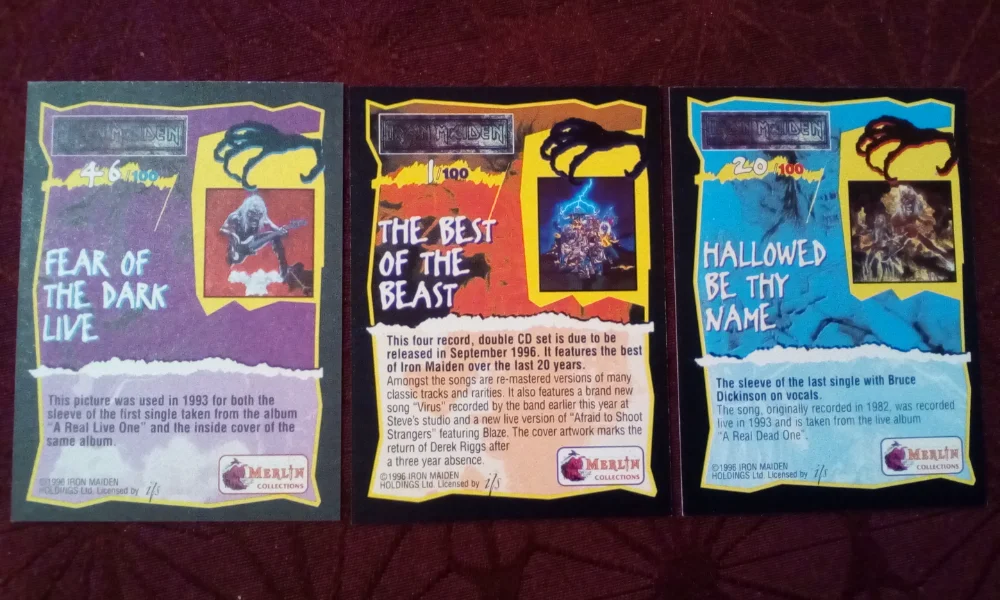 IRON MAIDEN
46/100
FEAR OF
THE DARK
LIVE
This picture was used in 1993 for both the
sleeve of the first single taken from the album
"A Real Live One" and the inside cover of the
same album.
©1996 IRON MAIDEN
HOLDINGS Ltd. Licensed by
MERLIN
COLLECTIONS
IRON MAIDEN
1/100
THE BEST
OF THE
BEAST
This four record, double CD set is due to be
released in September 1996. It features the best
of Iron Maiden over the last 20 years.
Amongst the songs are re-mastered versions of many
classic tracks and rarities. It also features a brand new
song "Virus" recorded by the band earlier this year at
Steve's studio and a new live version of "Afraid to Shoot
Strangers" featuring Blaze. The cover artwork marks the
return of Derek Riggs after
a three year absence.
©1996 IRON MAIDEN
HOLDINGS Ltd. Licensed by
MERLIN
COLLECTIONS
IRON MAIDEN
20/100
HALLOWED
BE THY
NAME
The sleeve of the last single with Bruce
Dickinson on vocals.
The song, originally recorded in 1982, was recorded
live in 1993 and is taken from the live album
"A Real Dead One".
©1996 IRON MAIDEN
HOLDINGS Ltd. Licensed by
MERLIN
COLLECTIONS